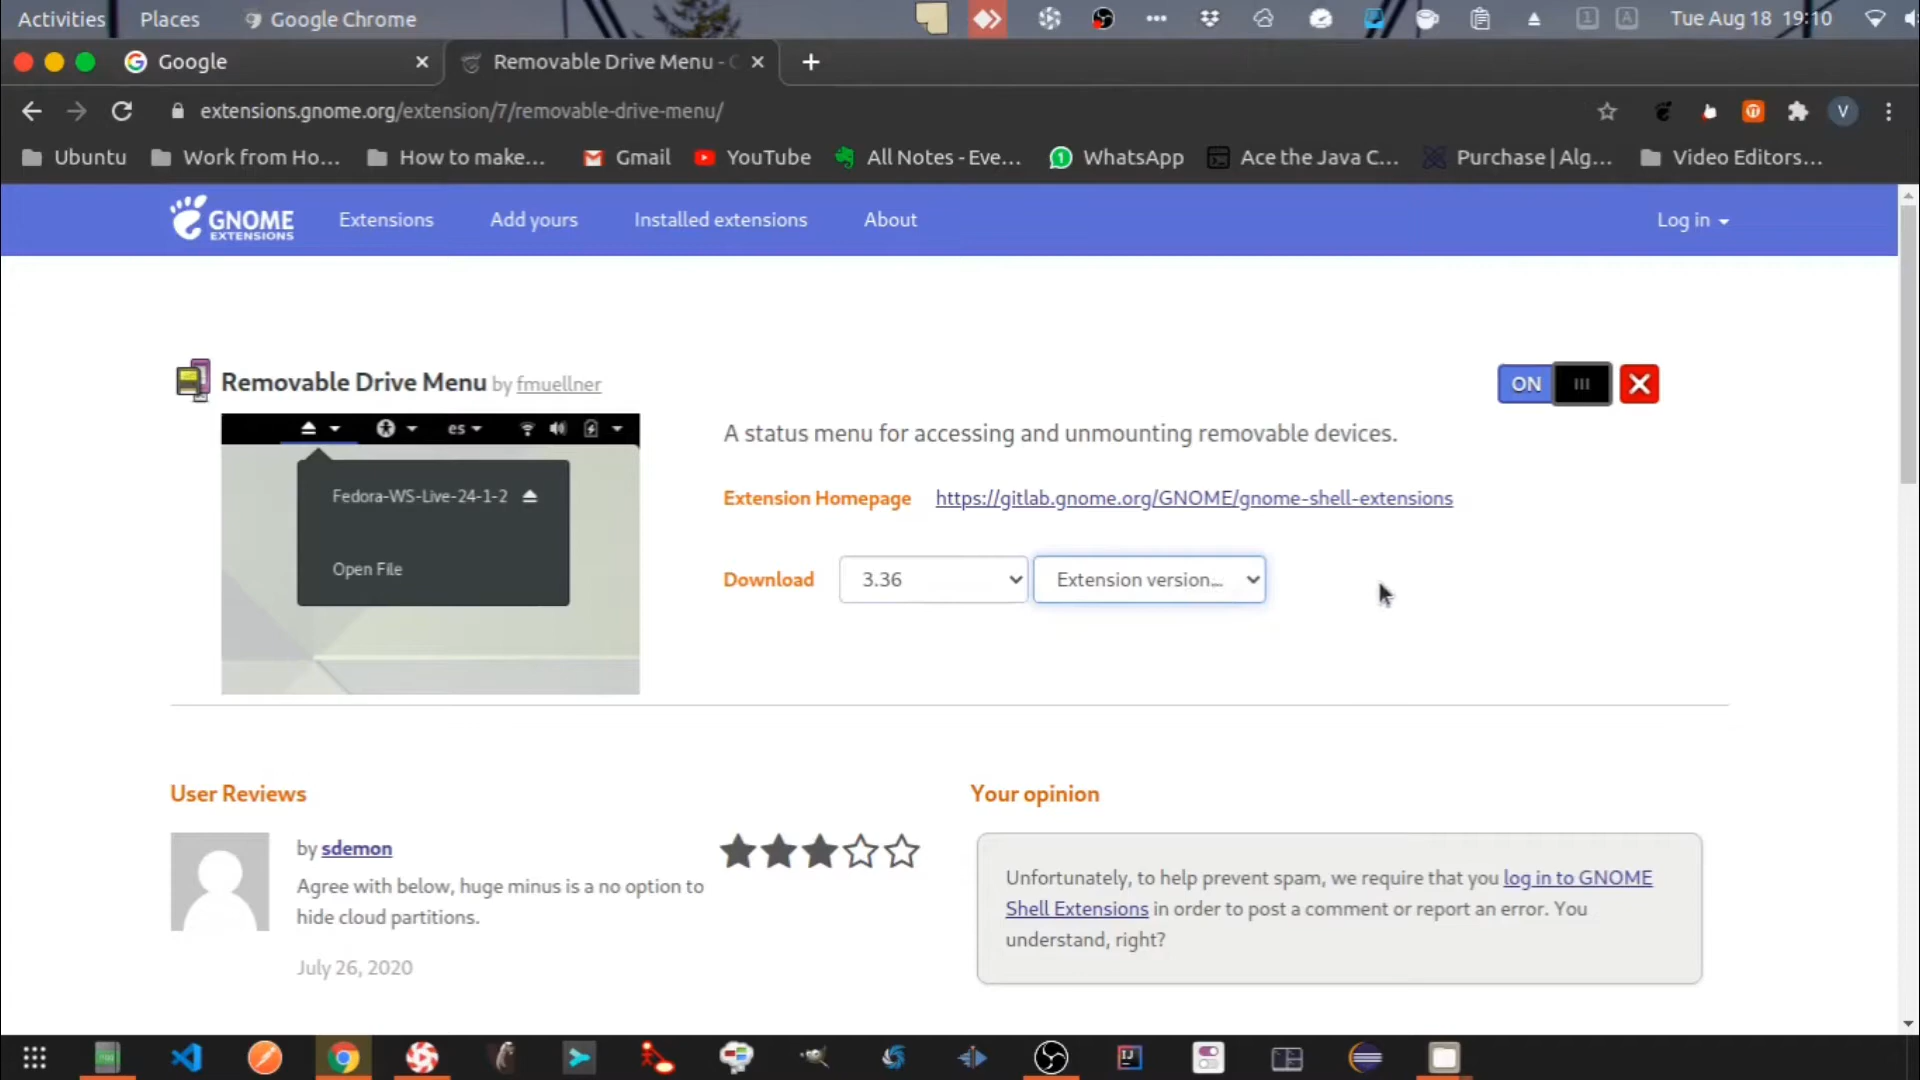 Activities Places Google Chrome Tue Aug 18 19:10
Google Removable Drive Menu -
extensions.gnome.org/extension/7/removable-drive-menu/ V
Ubuntu Work from Ho... How to make... Gmail YouTube All Notes - Eve... 1 WhatsApp Ace the Java C... Purchase | Alg... Video Editors...
GNOME EXTENSIONS Extensions Add yours Installed extensions About Log in
Removable Drive Menu by fmuellner ON
es
A status menu for accessing and unmounting removable devices.
Fedora-WS-Live-24-1-2
Open File
Extension Homepage https://gitlab.gnome.org/GNOME/gnome-shell-extensions
Download 3.36 Extension version...
User Reviews
by sdemon
Agree with below, huge minus is a no option to
hide cloud partitions.
July 26, 2020
Your opinion
Unfortunately, to help prevent spam, we require that you log in to GNOME
Shell Extensions in order to post a comment or report an error. You
understand, right?
IJ